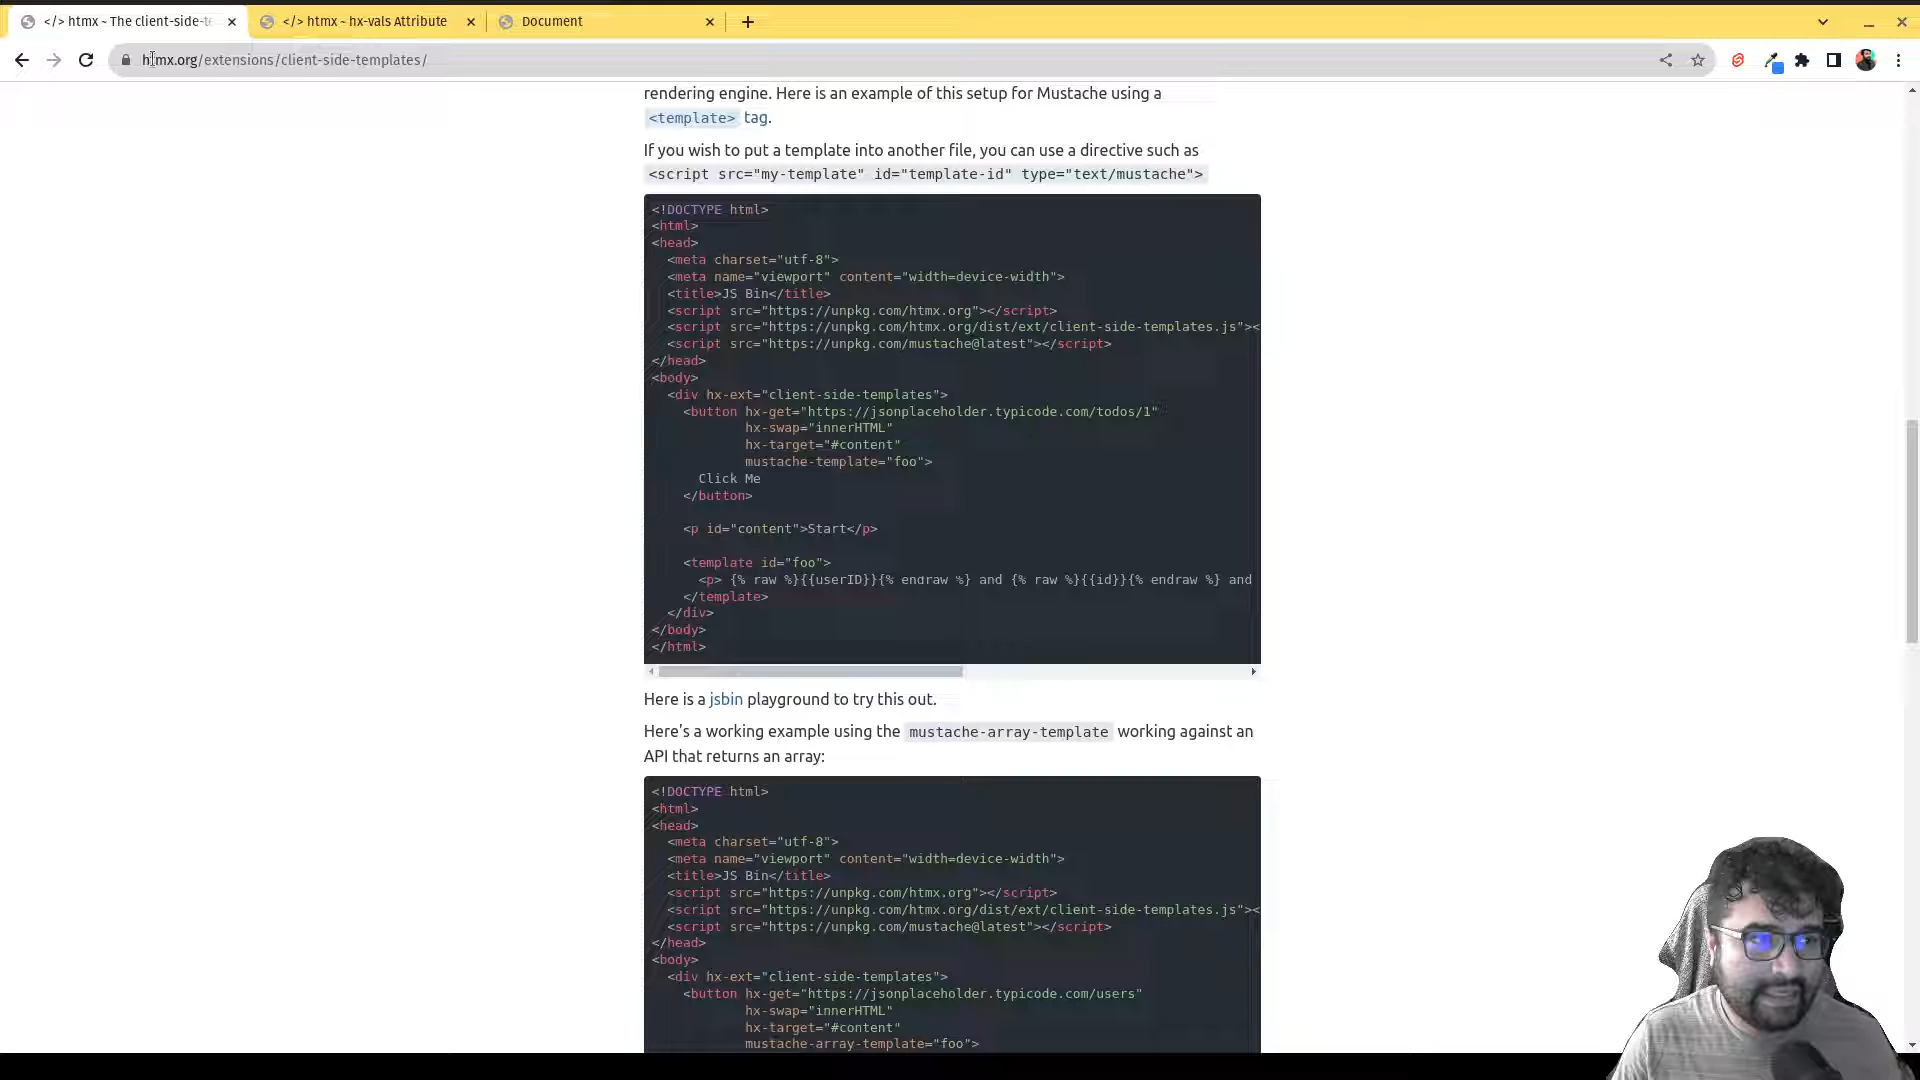 </> htmx ~ The client-side-te
</> htmx ~ hx-vals Attribute
Document
htmx.org/extensions/client-side-templates/
rendering engine. Here is an example of this setup for Mustache using a
<template> tag.
If you wish to put a template into another file, you can use a directive such as
<script src="my-template" id="template-id" type="text/mustache">
<!DOCTYPE html>
<html>
<head>
<meta charset="utf-8">
<meta name="viewport" content="width=device-width">
<title>JS Bin</title>
<script src="https://unpkg.com/htmx.org"></script>
<script src="https://unpkg.com/htmx.org/dist/ext/client-side-templates.js"><
<script src="https://unpkg.com/mustache@latest"></script>
</head>
<body>
<div hx-ext="client-side-templates">
<button hx-get="https://jsonplaceholder.typicode.com/todos/1"
hx-swap="innerHTML"
hx-target="#content"
mustache-template="foo">
Click Me
</button>
<p id="content">Start</p>
<template id="foo">
<p> {% raw %}{{userID}}{% endraw %} and {% raw %}{{id}}{% endraw %} and
</template>
</div>
</body>
</html>
Here is a jsbin playground to try this out.
Here's a working example using the mustache-array-template working against an
API that returns an array:
<!DOCTYPE html>
<html>
<head>
<meta charset="utf-8">
<meta name="viewport" content="width=device-width">
<title>JS Bin</title>
<script src="https://unpkg.com/htmx.org"></script>
<script src="https://unpkg.com/htmx.org/dist/ext/client-side-templates.js"><
<script src="https://unpkg.com/mustache@latest"></script>
</head>
<body>
<div hx-ext="client-side-templates">
<button hx-get="https://jsonplaceholder.typicode.com/users"
hx-swap="innerHTML"
hx-target="#content"
mustache-array-template="foo">